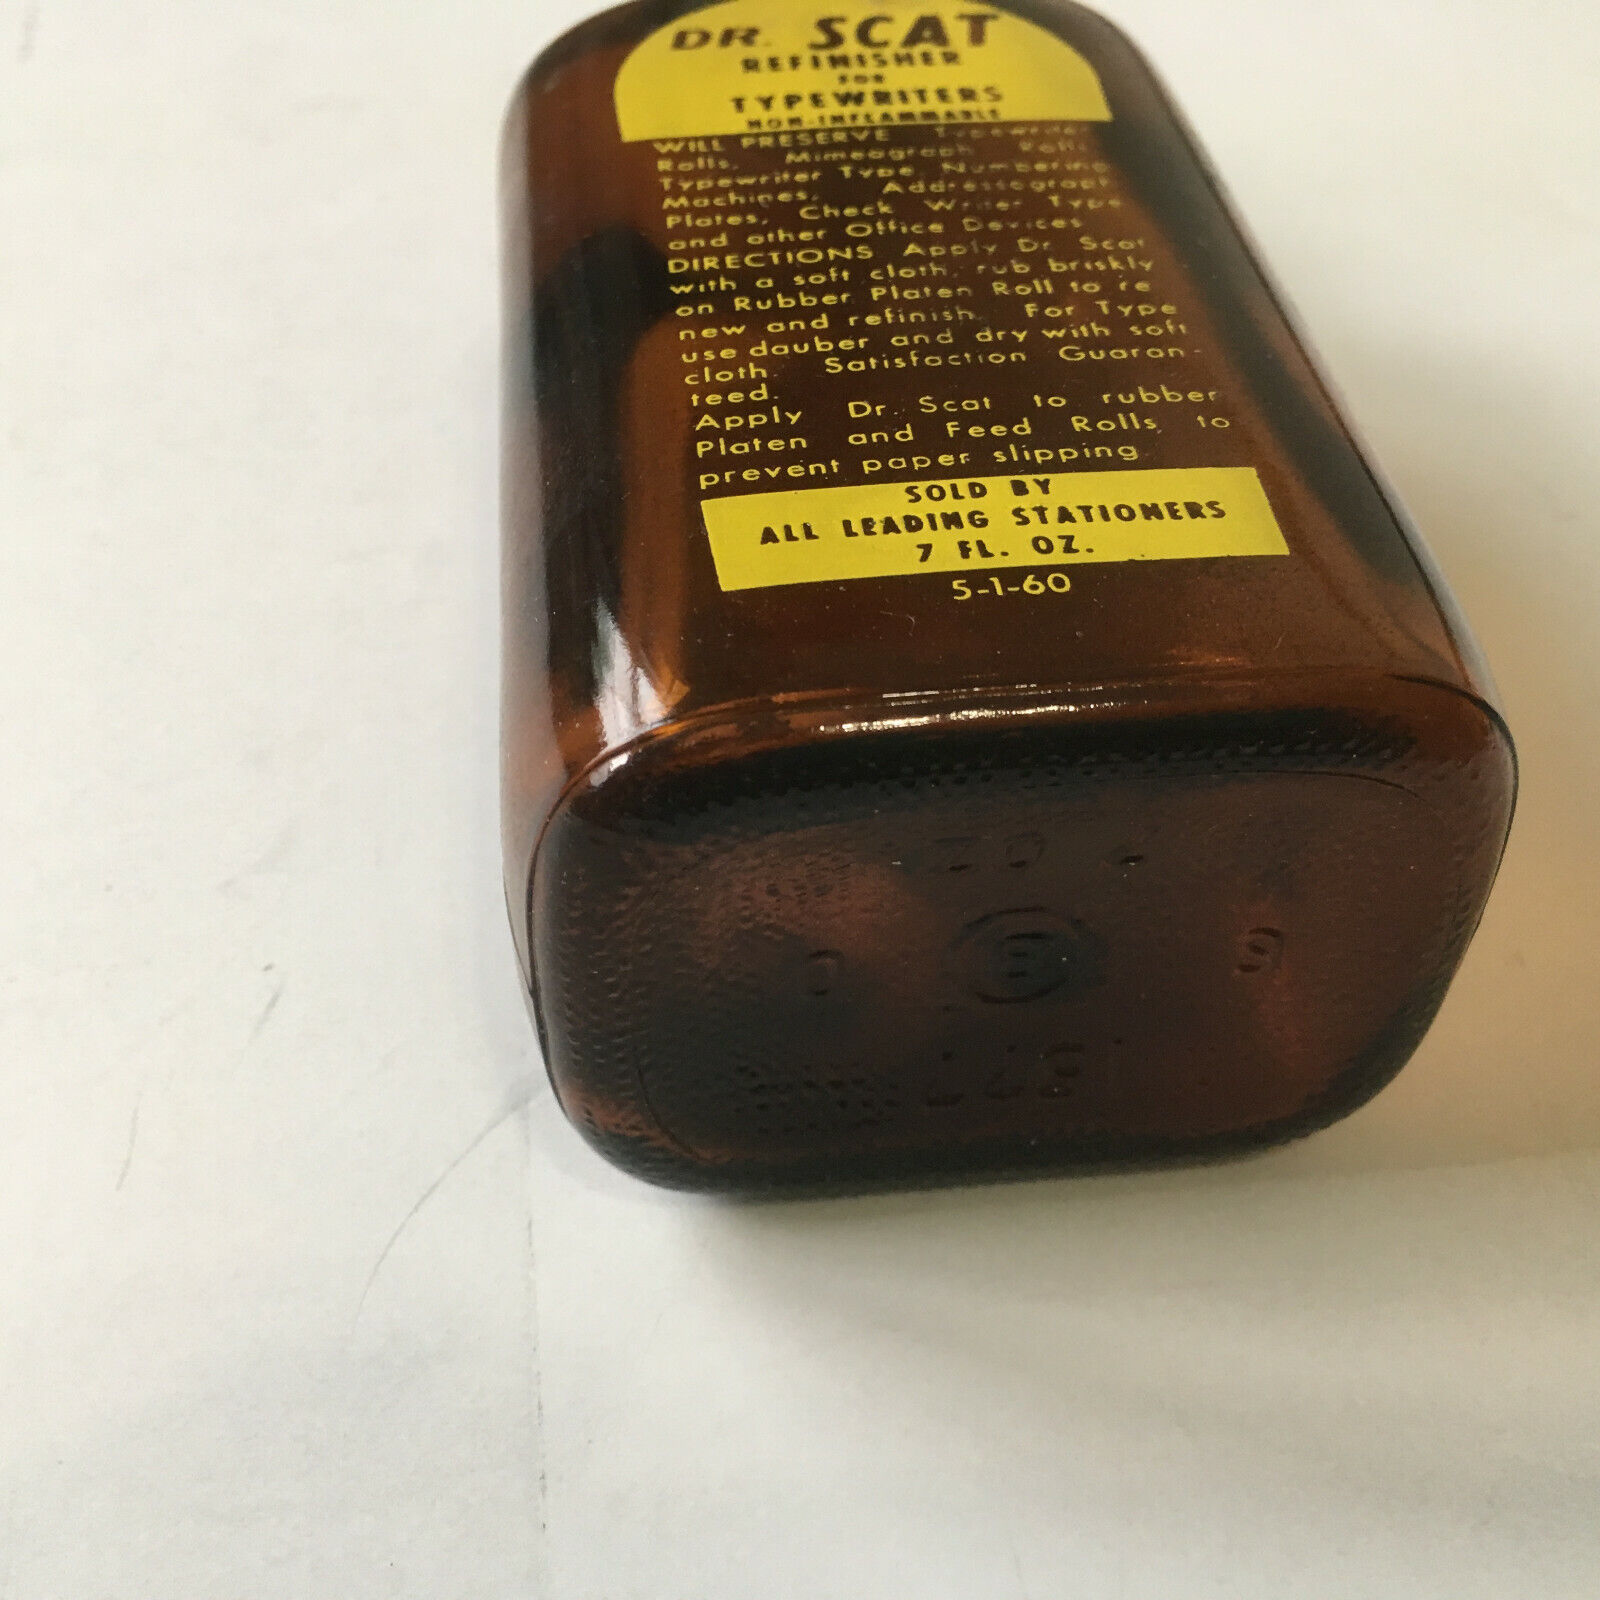 DR. SCAT
REFINISHER
FOR
TYPEWRITERS
NON-INFLAMMABLE
WILL PRESERVE Typewriter
Rolls, Mimeograph Rolls,
Typewriter Type, Numbering
Machines, Addressograph
Plates, Check Writer Type
and other Office Devices
DIRECTIONS Apply Dr. Scat
with a soft cloth, rub briskly
on Rubber Platen Roll to re
new and refinish. For Type
use dauber and dry with soft
cloth. Satisfaction Guaran-
teed.
Apply Dr. Scat to rubber
Platen and Feed Rolls, to
prevent paper slipping.
SOLD BY
ALL LEADING STATIONERS
7 FL. OZ.
5-1-60
B 9